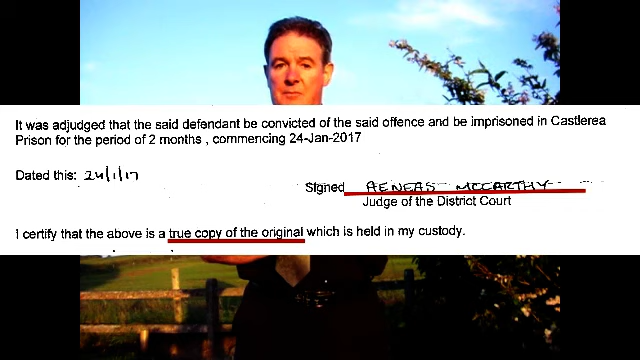 It was adjudged that the said defendant be convicted of the said offence and be imprisoned in Castlerea
Prison for the period of 2 months , commencing 24-Jan-2017
Dated this: 24/1/17
Signed AENEAS MCCARTHY
Judge of the District Court
I certify that the above is a true copy of the original which is held in my custody.